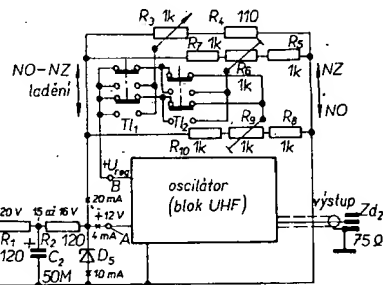 R3 1k R4 110
R7 1k R6 1k R5 1k
NO-NZ ladění
NZ
NO
Tl1 Tl2
R10 1k R9 1k R8 1k
+Ureg
B
20 mA
+12 V
4 mA A
oscilátor
(blok UHF)
výstup Zd2
75Ω
20 V 15 až 16 V
R1 120 R2 120
+
C2 50M
D5
10 mA